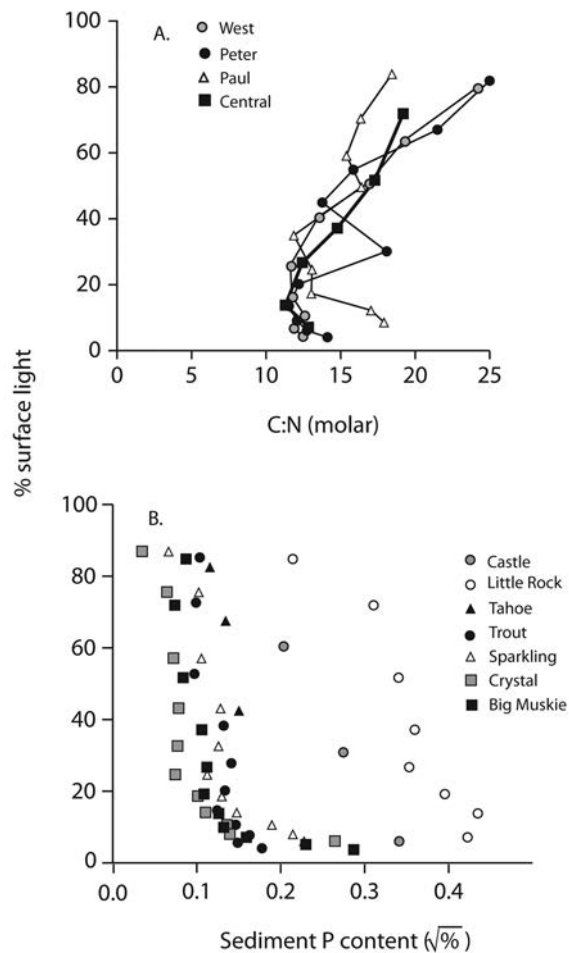 A.
West
Peter
Paul
Central
100
80
60
40
20
0
0 5 10 15 20 25
C:N (molar)
% surface light
B.
100
80
60
40
20
0
Castle
Little Rock
Tahoe
Trout
Sparkling
Crystal
Big Muskie
0.0 0.1 0.2 0.3 0.4
Sediment P content (√%)